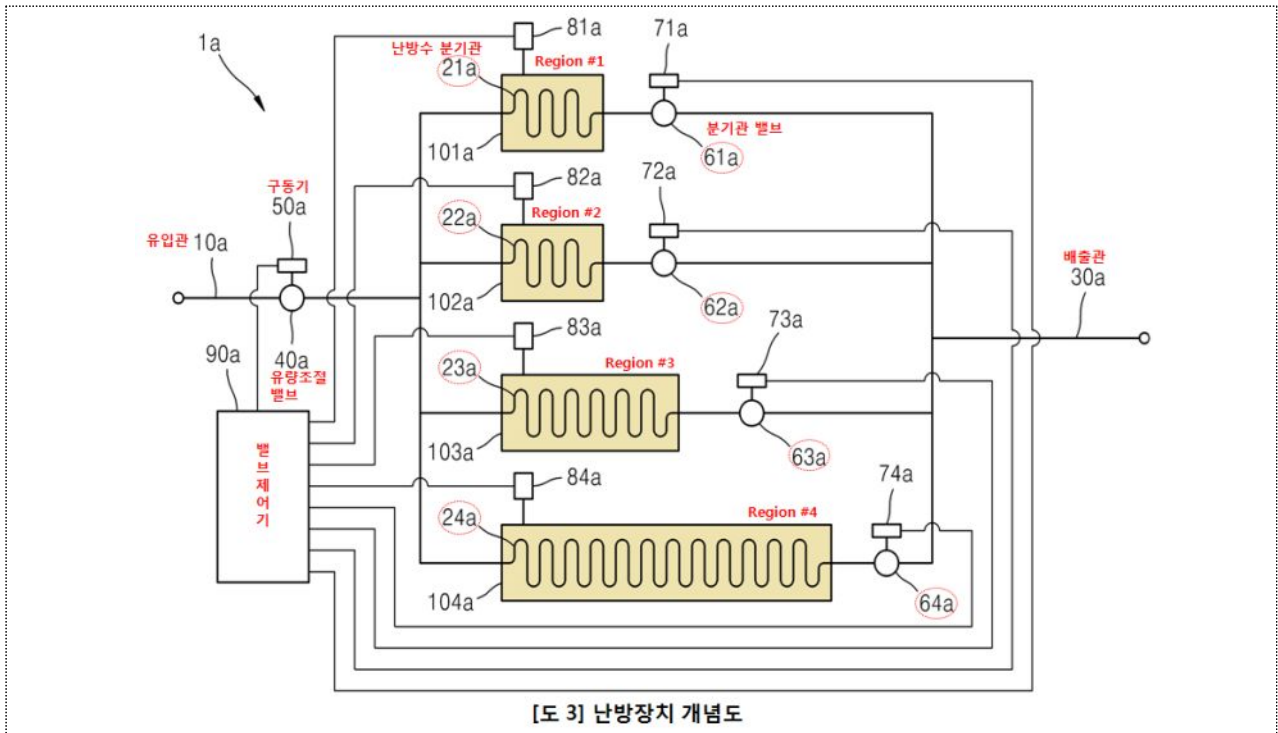 1a
81a
71a
난방수 분기관
21a
Region #1
101a
분기관 밸브
61a
82a
72a
구동기
50a
22a
Region #2
유입관 10a
102a
62a
배출관
30a
83a
73a
90a
40a
유량조절
밸브
23a
Region #3
103a
63a
밸
브
제
어
기
84a
74a
24a
Region #4
104a
64a
[도 3] 난방장치 개념도